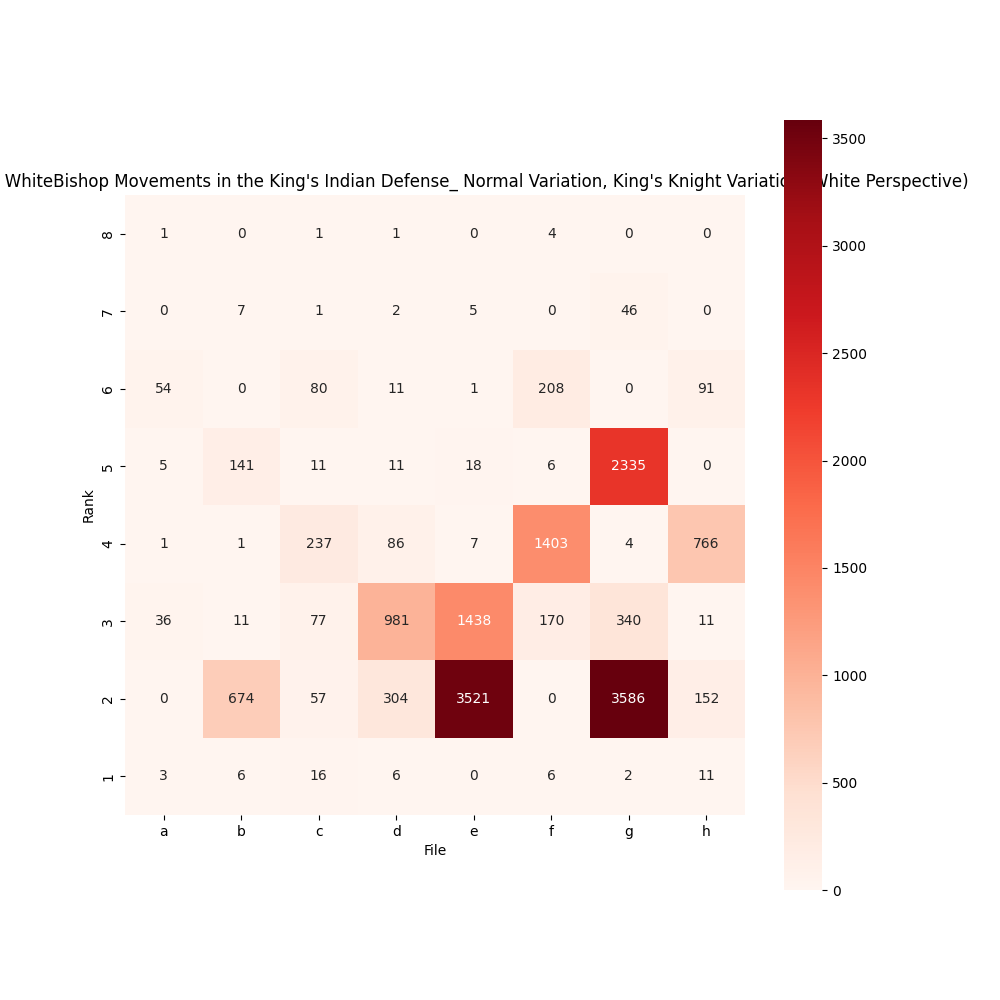 WhiteBishop Movements in the King's Indian Defense_ Normal Variation, King's Knight Variatio White Perspective)
3500
3000
2500
2000
1500
1000
500
0
8 1 0 1 1 0 4 0 0
7 0 7 1 2 5 0 46 0
6 54 0 80 11 1 208 0 91
5 5 141 11 11 18 6 2335 0
Rank
4 1 1 237 86 7 1403 4 766
3 36 11 77 981 1438 170 340 11
2 0 674 57 304 3521 0 3586 152
1 3 6 16 6 0 6 2 11
a b c d e f g h
File